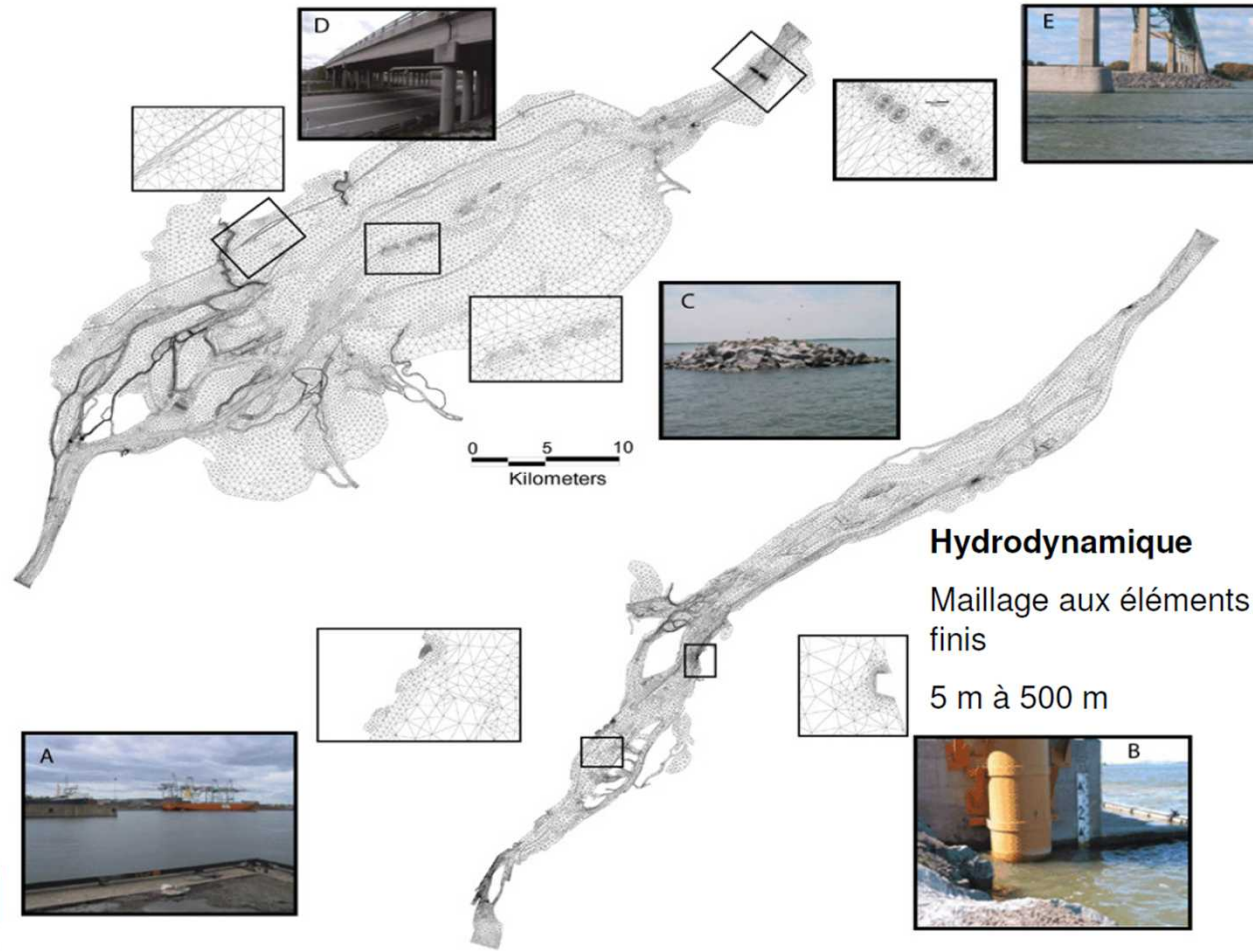 D
E
C
0 5 10
Kilometers
Hydrodynamique
Maillage aux éléments
finis
5 m à 500 m
A
B